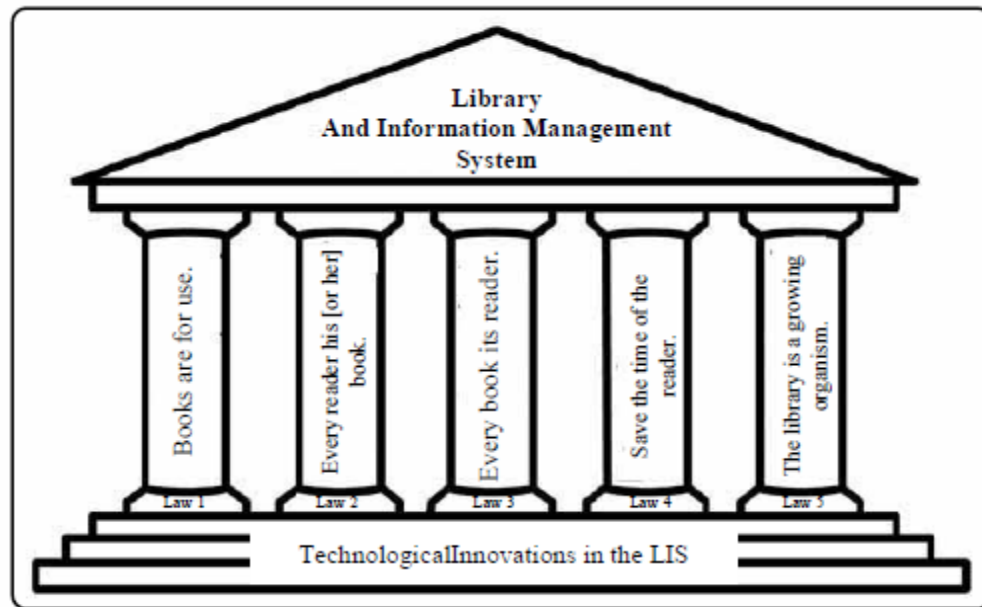 Library
And Information Management
System
Books are for use.
Every reader his [or her]
book.
Every book its reader.
Save the time of the
reader.
The library is a growing
organism.
Law 1
Law 2
Law 3
Law 4
Law 5
TechnologicalInnovations in the LIS